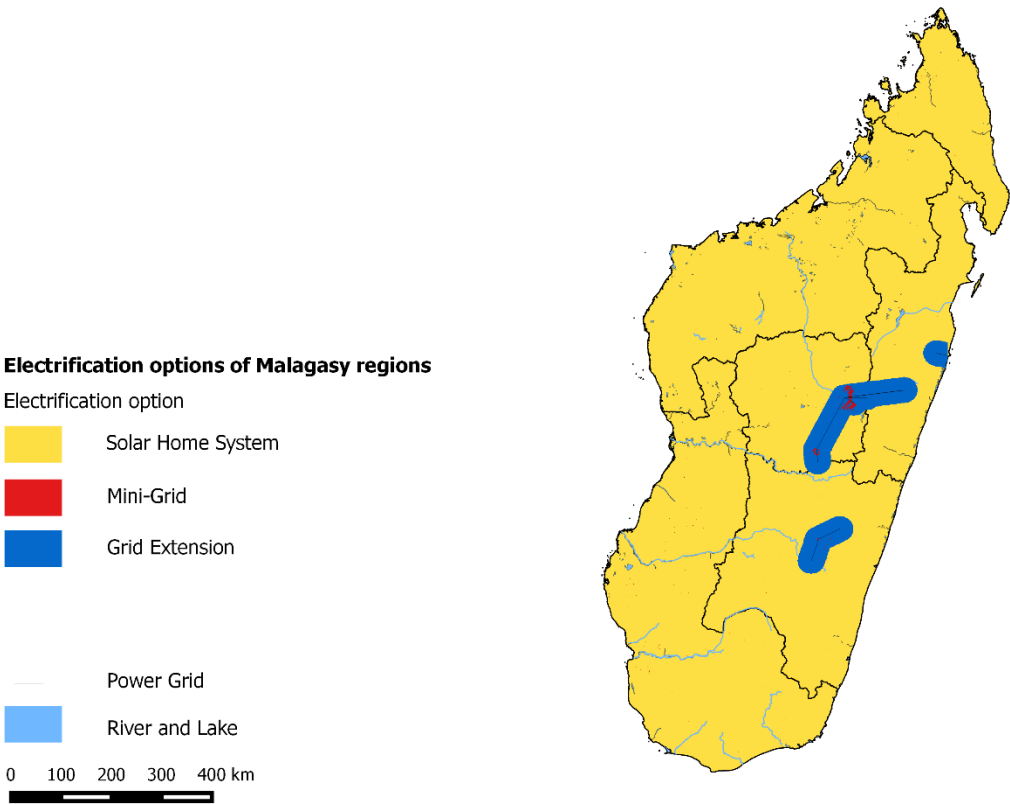 Electrification options of Malagasy regions
Electrification option
Solar Home System
Mini-Grid
Grid Extension
Power Grid
River and Lake
0 100 200 300 400 km